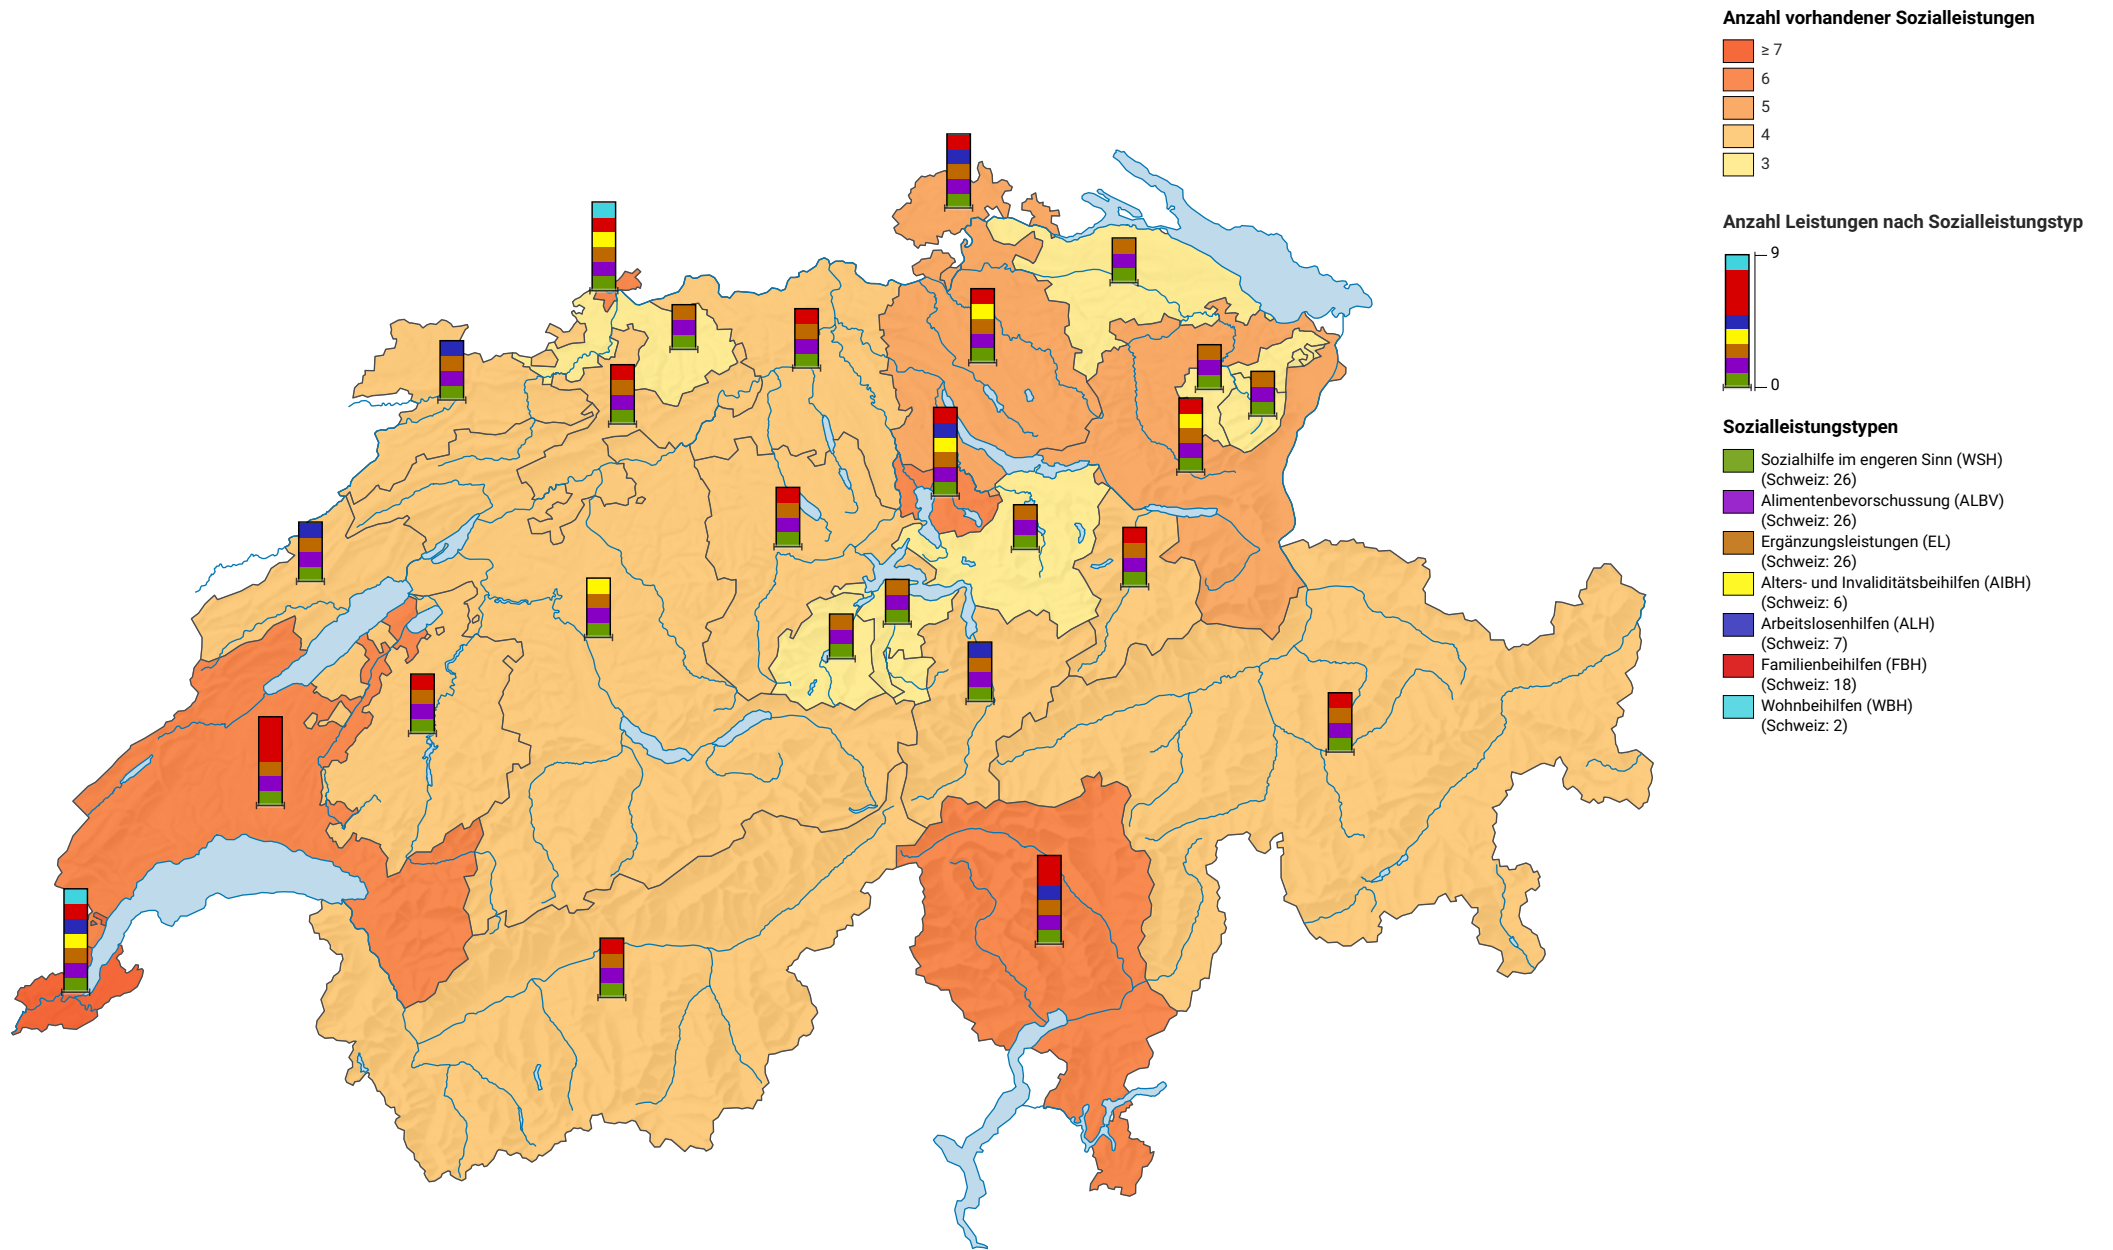 Anzahl vorhandener Sozialleistungen
≥ 7
6
5
4
3
Anzahl Leistungen nach Sozialleistungstyp
9
0
Sozialleistungstypen
Sozialhilfe im engeren Sinn (WSH)
(Schweiz: 26)
Alimentenbevorschussung (ALBV)
(Schweiz: 26)
Ergänzungsleistungen (EL)
(Schweiz: 26)
Alters- und Invaliditätsbeihilfen (AIBH)
(Schweiz: 6)
Arbeitslosenhilfen (ALH)
(Schweiz: 7)
Familienbeihilfen (FBH)
(Schweiz: 18)
Wohnbeihilfen (WBH)
(Schweiz: 2)